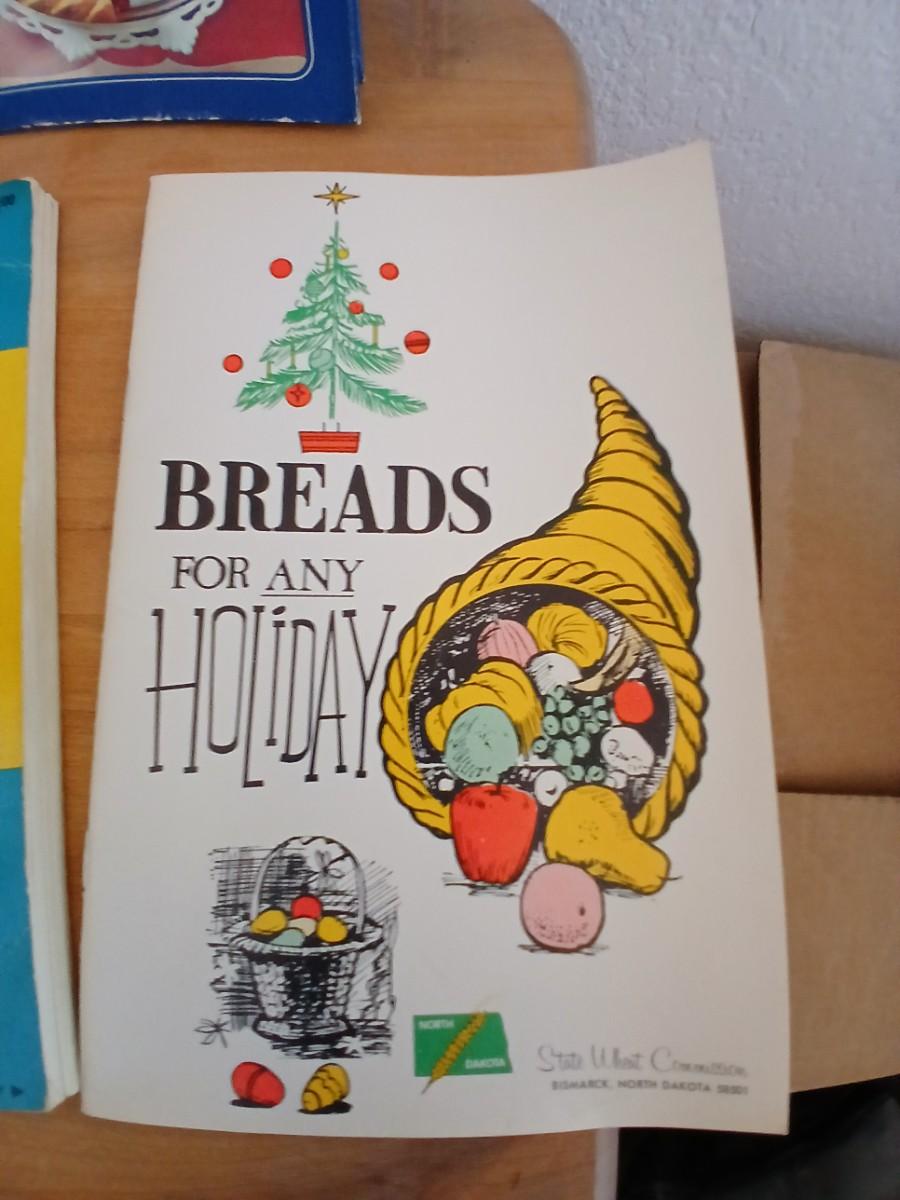 BREADS
FOR ANY
HOLiDAY
NORTH
DAKOTA
State Wheat Commission
BISMARCK, NORTH DAKOTA 58501